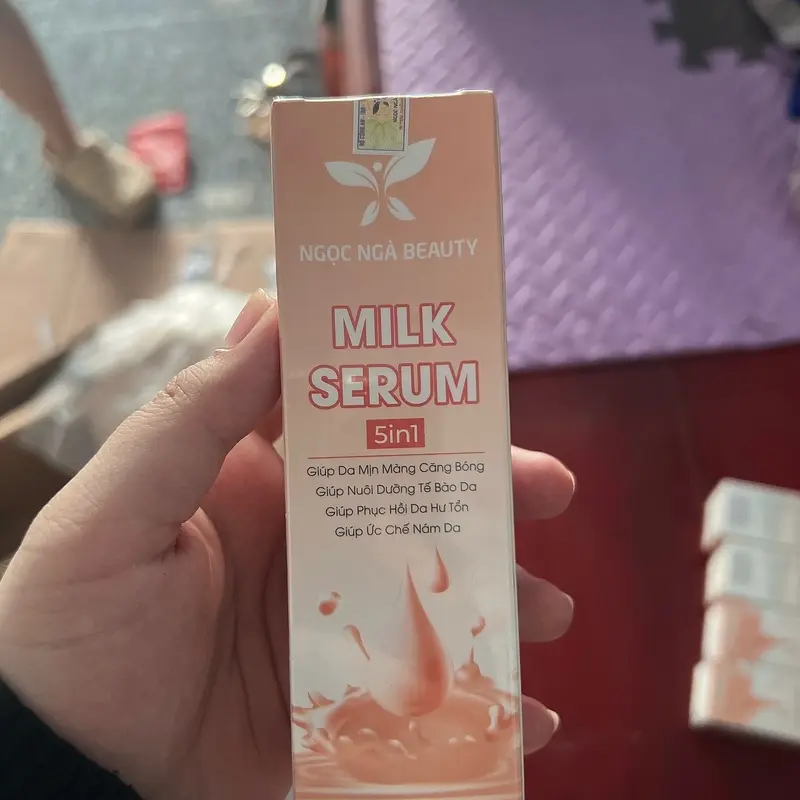 NGỌC NGÀ BEAUTY
MILK
SERUM
5in1
Giúp Da Mịn Màng Căng Bóng
Giúp Nuôi Dưỡng Tế Bào Da
Giúp Phục Hồi Da Hư Tổn
Giúp Ức Chế Nám Da